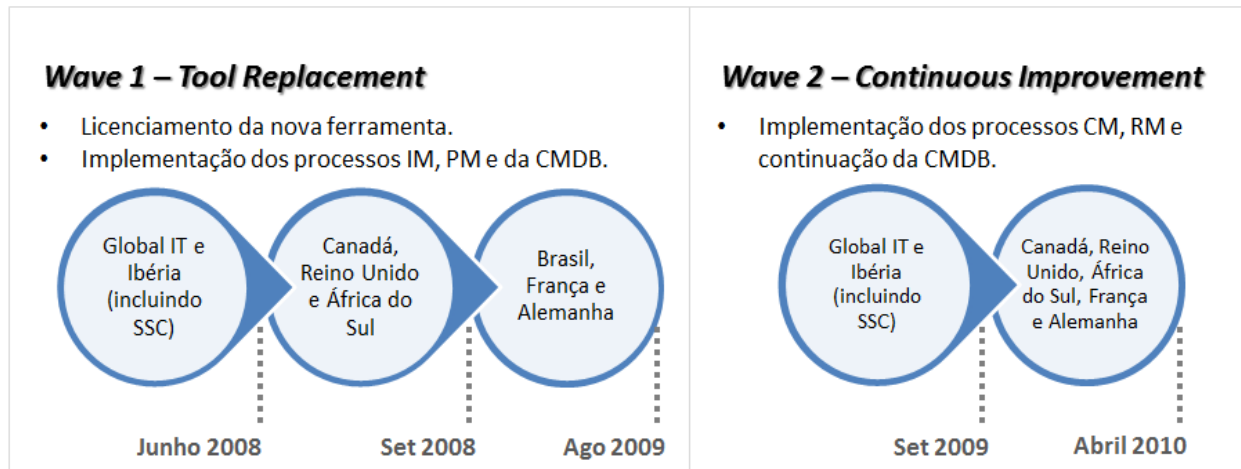 Wave 1 – Tool Replacement
• Licenciamento da nova ferramenta.
• Implementação dos processos IM, PM e da CMDB.
Global IT e
Ibéria
(incluindo
SSC)
Canadá,
Reino Unido
e África do
Sul
Brasil,
França e
Alemanha
Junho 2008
Set 2008
Ago 2009
Wave 2 – Continuous Improvement
• Implementação dos processos CM, RM e
continuação da CMDB.
Global IT e
Ibéria
(incluindo
SSC)
Canadá, Reino
Unido, África
do Sul, França
e Alemanha
Set 2009
Abril 2010